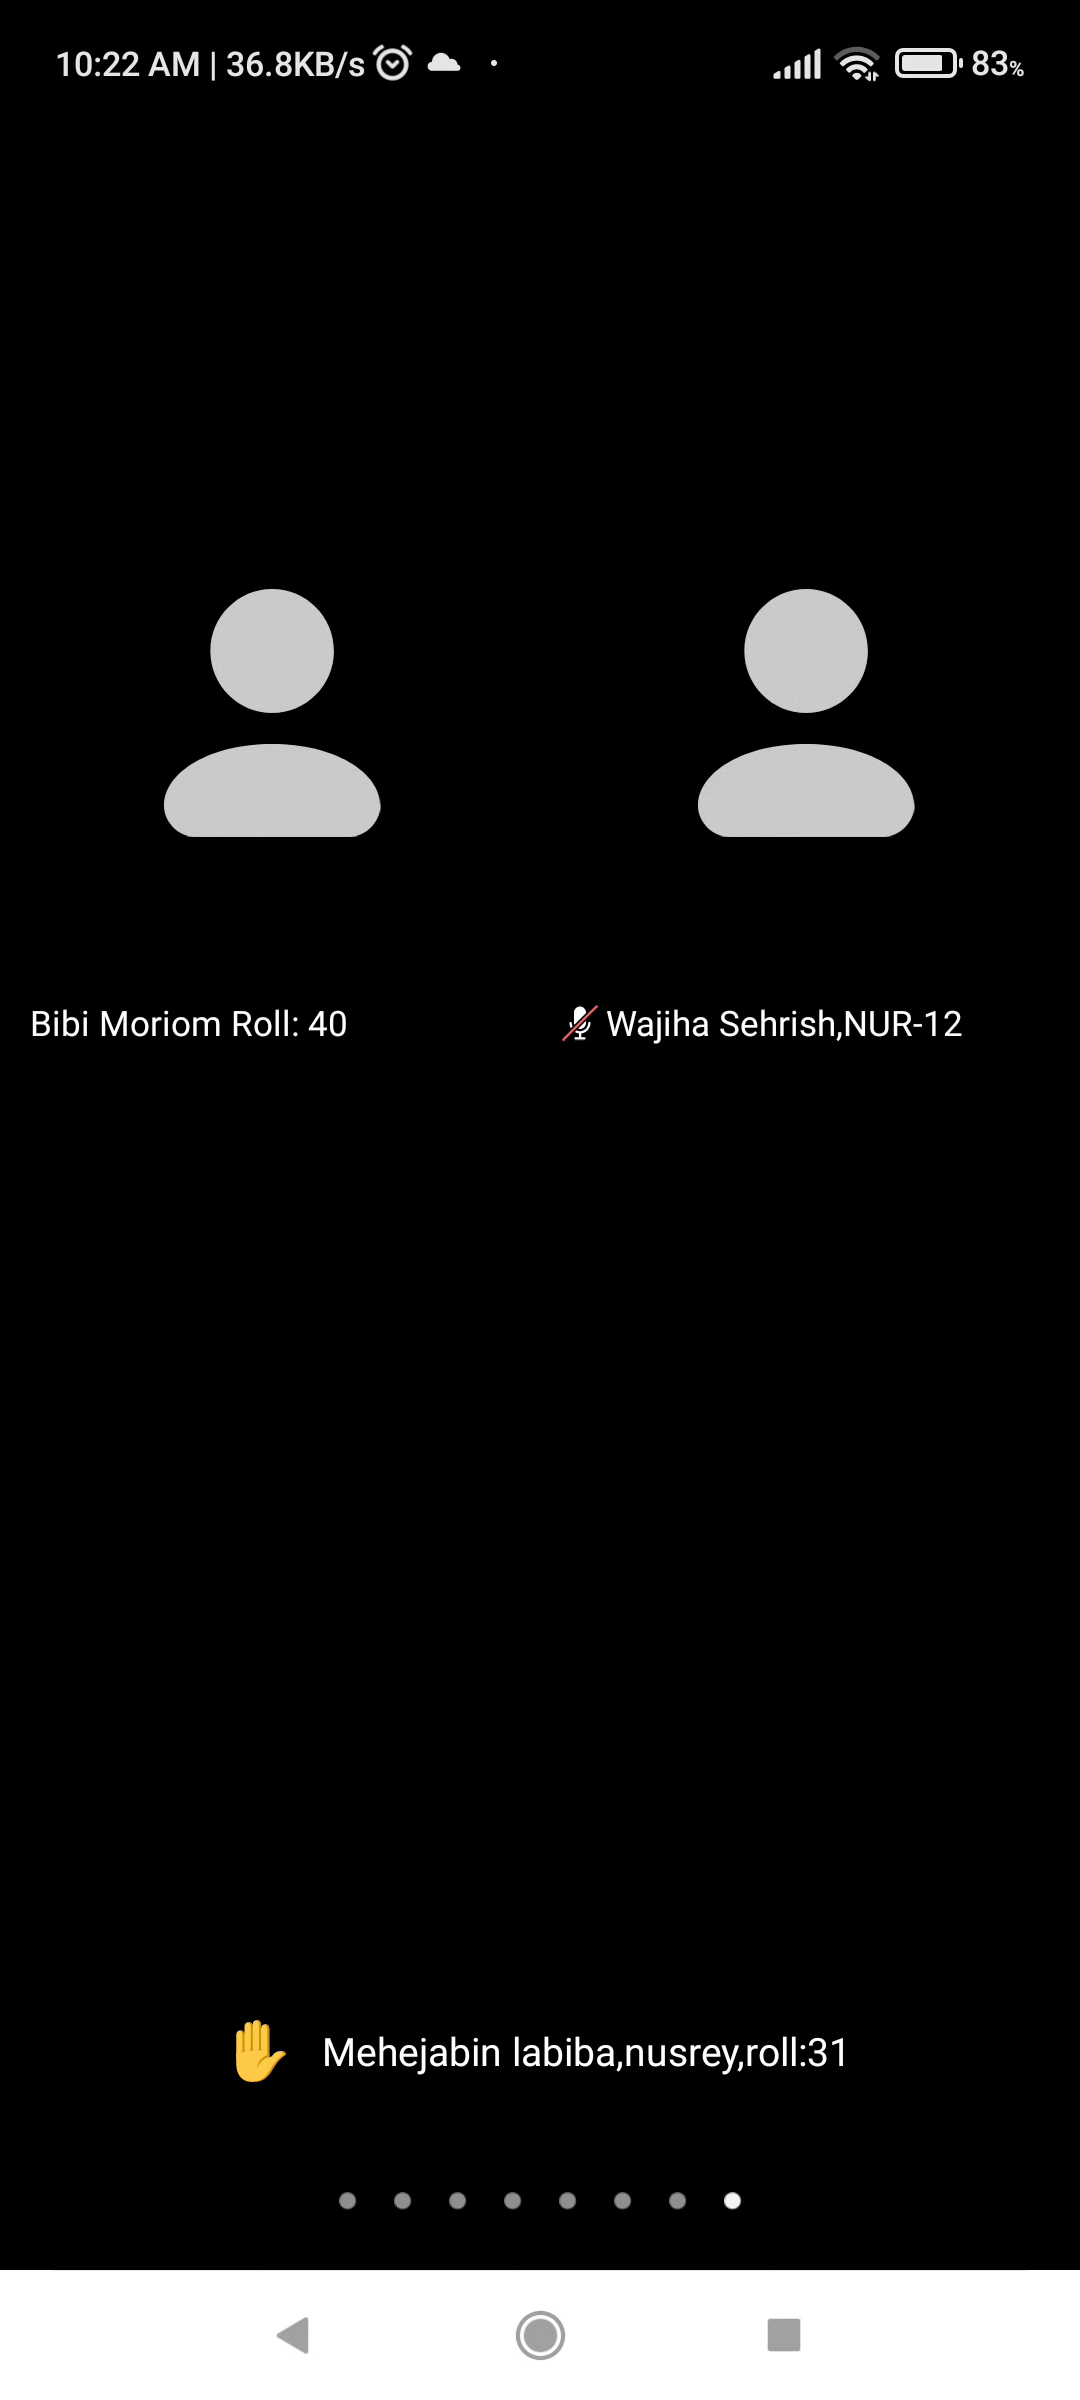 10:22 AM | 36.8KB/s 83%
Bibi Moriom Roll: 40
Wajiha Sehrish,NUR-12
Mehejabin labiba,nusrey,roll:31